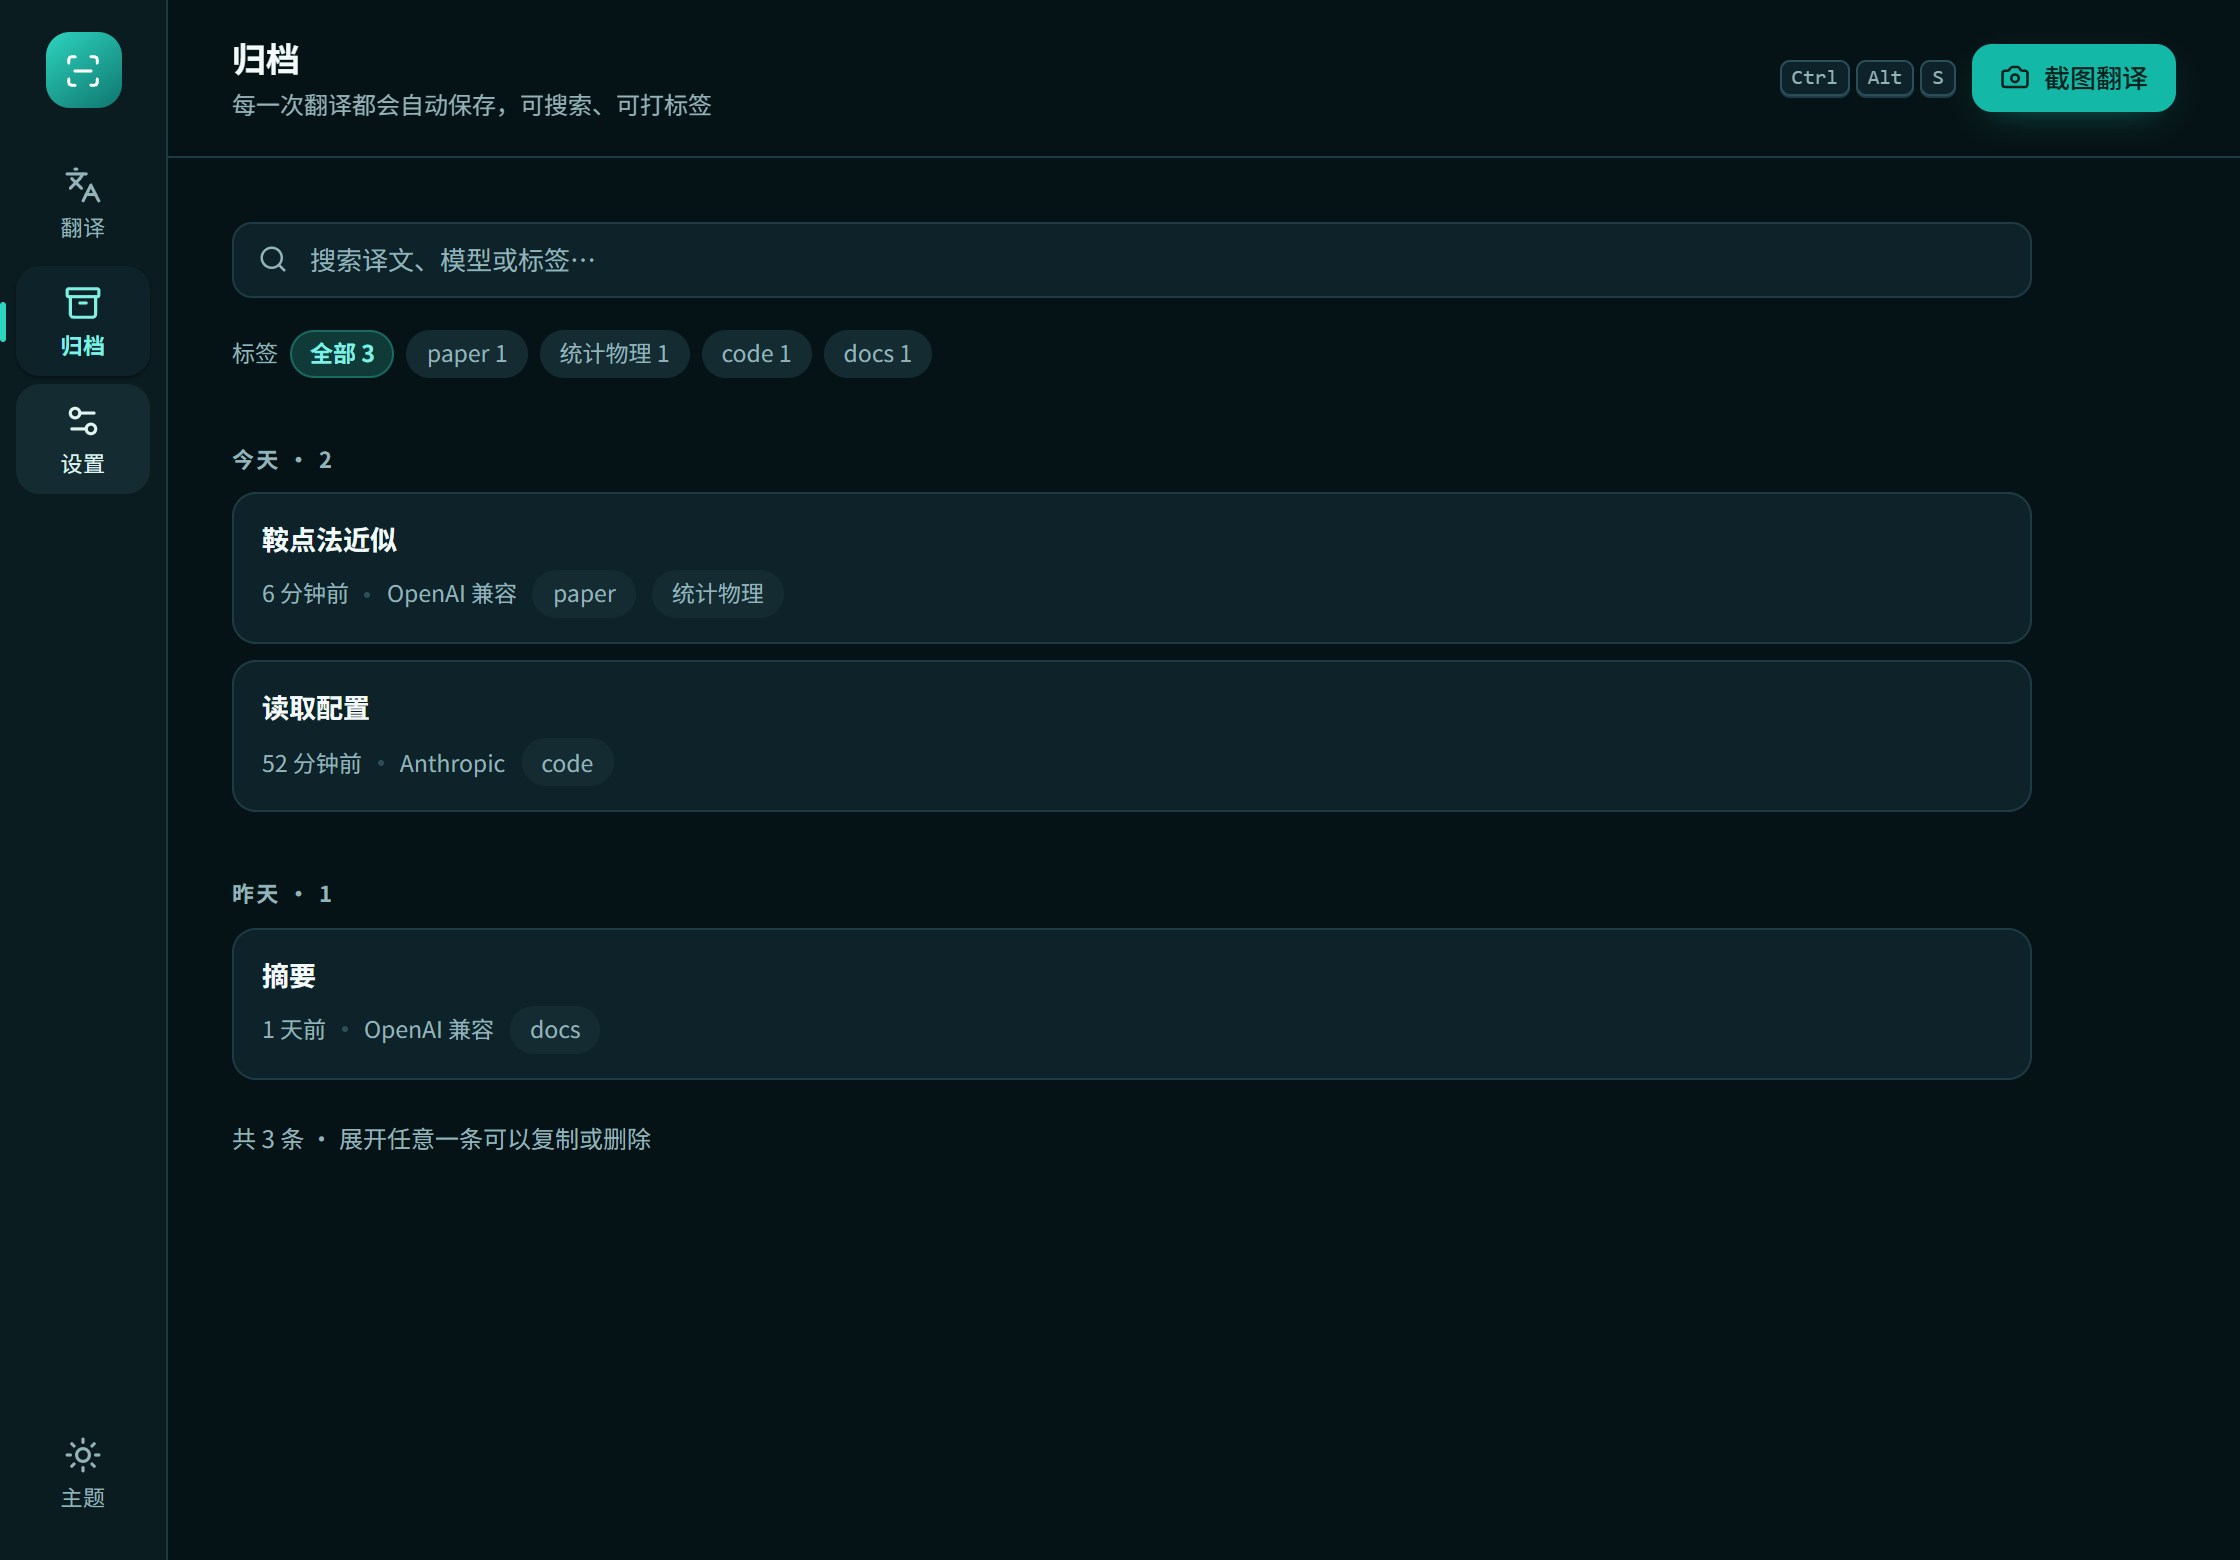 归档
每一次翻译都会自动保存，可搜索、可打标签
Ctrl Alt S 截图翻译
翻译
归档
设置
主题
搜索译文、模型或标签…
标签 全部 3 paper 1 统计物理 1 code 1 docs 1
今天 · 2
鞍点法近似
6 分钟前 · OpenAI 兼容 paper 统计物理
读取配置
52 分钟前 · Anthropic code
昨天 · 1
摘要
1 天前 · OpenAI 兼容 docs
共 3 条 · 展开任意一条可以复制或删除